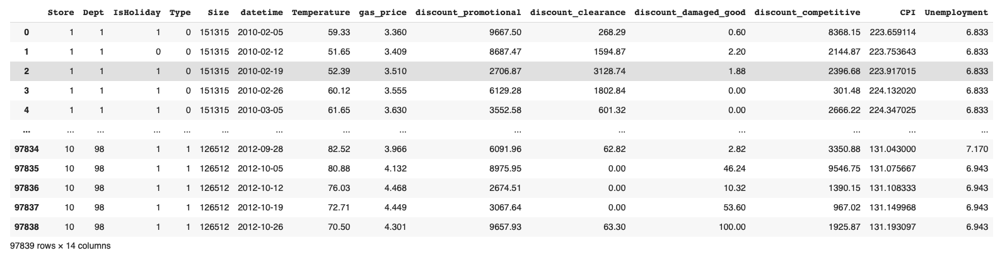 Store Dept IsHoliday Type Size datetime Temperature gas_price discount_promotional discount_clearance discount_damaged_good discount_competitive CPI Unemployment
0 1 1 1 0 151315 2010-02-05 59.33 3.360 9667.50 268.29 0.60 8368.15 223.659114 6.833
1 1 1 0 0 151315 2010-02-12 51.65 3.409 8687.47 1594.87 2.20 2144.87 223.753643 6.833
2 1 1 1 0 151315 2010-02-19 52.39 3.510 2706.87 3128.74 1.88 2396.68 223.917015 6.833
3 1 1 1 0 151315 2010-02-26 60.12 3.555 6129.28 1802.84 0.00 301.48 224.132020 6.833
4 1 1 1 0 151315 2010-03-05 61.65 3.630 3552.58 601.32 0.00 2666.22 224.347025 6.833
... ... ... ... ... ... ... ... ... ... ... ... ... ... ...
97834 10 98 1 1 126512 2012-09-28 82.52 3.966 6091.96 62.82 2.82 3350.88 131.043000 7.170
97835 10 98 1 1 126512 2012-10-05 80.88 4.132 8975.95 0.00 46.24 9546.75 131.075667 6.943
97836 10 98 1 1 126512 2012-10-12 76.03 4.468 2674.51 0.00 10.32 1390.15 131.108333 6.943
97837 10 98 1 1 126512 2012-10-19 72.71 4.449 3067.64 0.00 53.60 967.02 131.149968 6.943
97838 10 98 1 1 126512 2012-10-26 70.50 4.301 9657.93 63.30 100.00 1925.87 131.193097 6.943
97839 rows × 14 columns